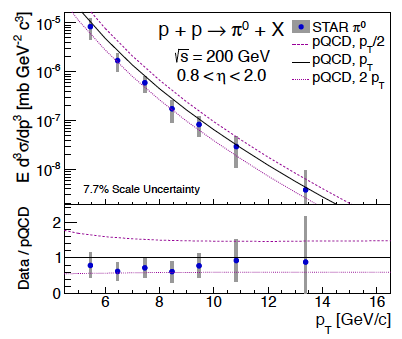 p + p → π⁰ + X
√s = 200 GeV
0.8 < η < 2.0
STAR π⁰
pQCD, p_T/2
pQCD, p_T
pQCD, 2 p_T
E d³σ/dp³ [mb GeV⁻² c³]
10⁻⁵
10⁻⁶
10⁻⁷
10⁻⁸
7.7% Scale Uncertainty
Data / pQCD
2
1
0
6 8 10 12 14 16
p_T [GeV/c]